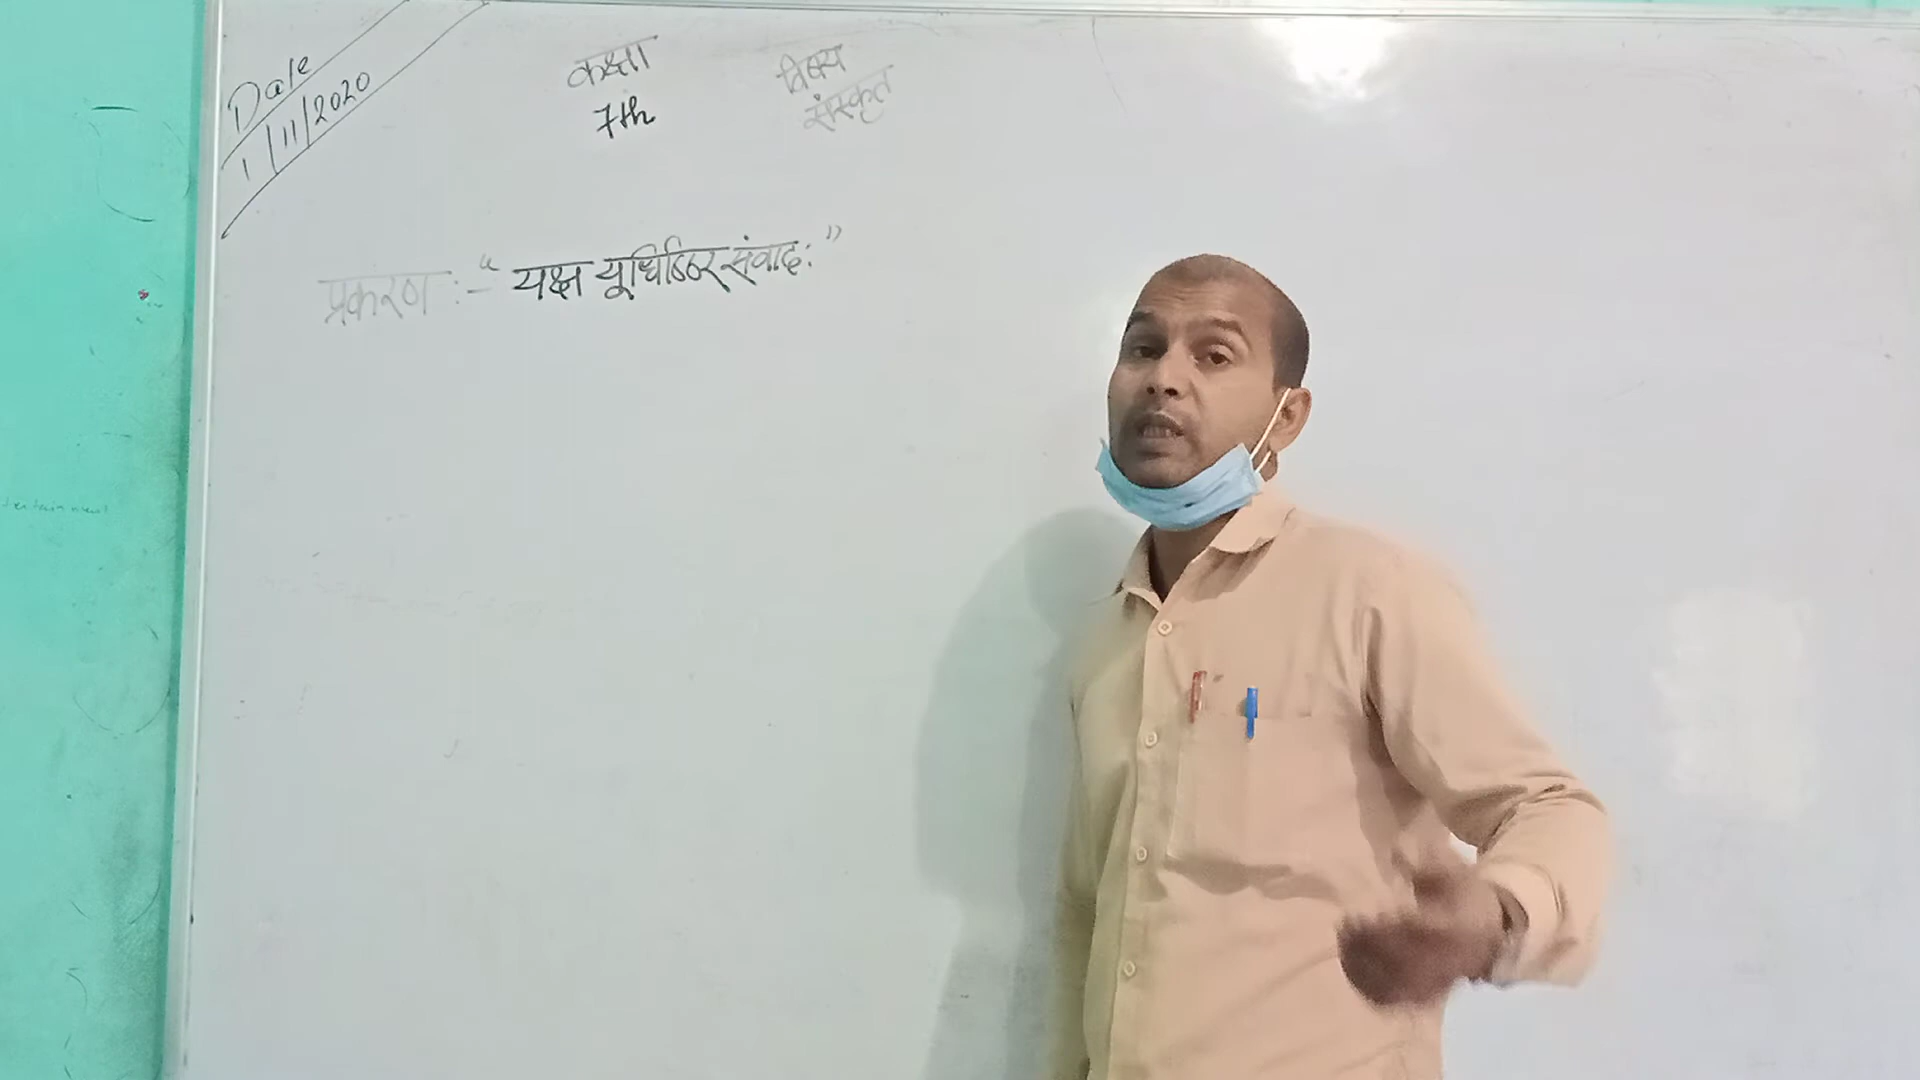 Date
1/11/2020
कक्षा
7th
विषय
संस्कृत
प्रकरण :- “यक्ष यूधिष्ठिर संवादः”